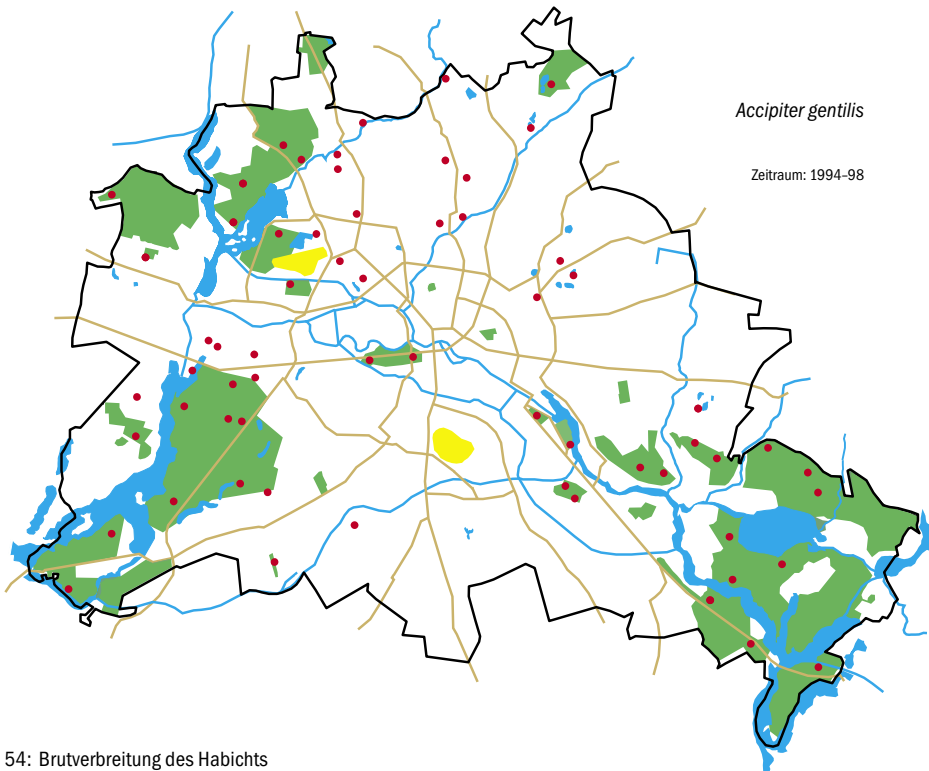 Accipiter gentilis
Zeitraum: 1994–98
54: Brutverbreitung des Habichts